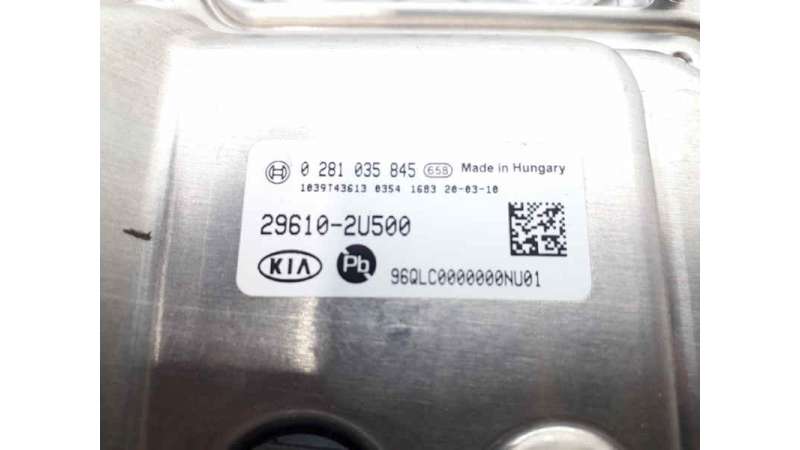 0 281 035 845 658 Made in Hungary
1039T43613 0354 1683 20-03-10
29610-2U500
KIA Pb
96QLC0000000NU01